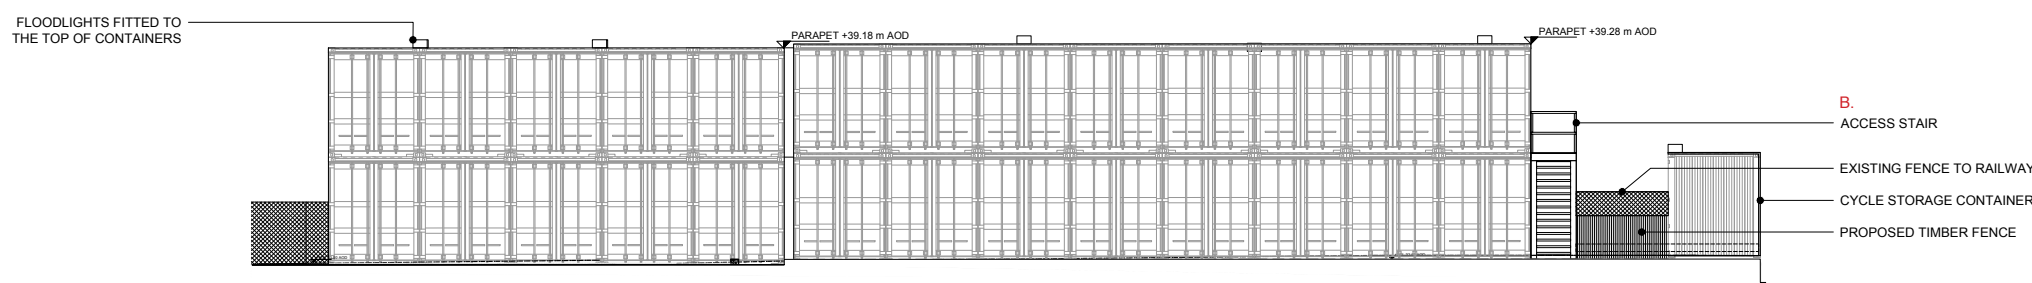 FLOODLIGHTS FITTED TO
THE TOP OF CONTAINERS
PARAPET +39.18 m AOD
PARAPET +39.28 m AOD
B.
ACCESS STAIR
EXISTING FENCE TO RAILWAY
CYCLE STORAGE CONTAINER
PROPOSED TIMBER FENCE